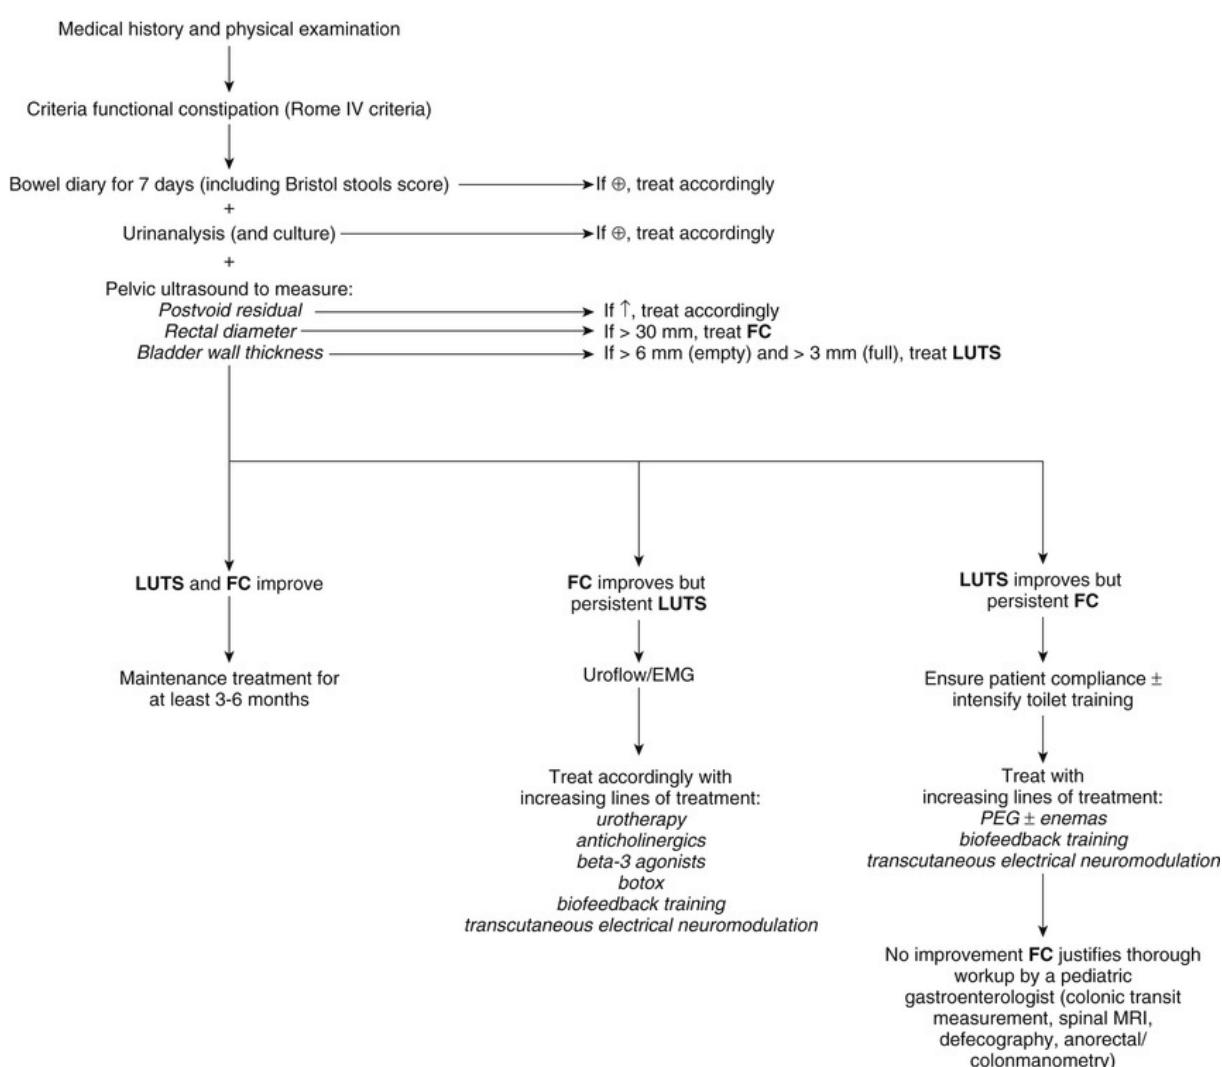 Medical history and physical examination
Criteria functional constipation (Rome IV criteria)
Bowel diary for 7 days (including Bristol stools score)
If ⊕, treat accordingly
+
Urinanalysis (and culture)
If ⊕, treat accordingly
+
Pelvic ultrasound to measure:
Postvoid residual
If ↑, treat accordingly
Rectal diameter
If > 30 mm, treat FC
Bladder wall thickness
If > 6 mm (empty) and > 3 mm (full), treat LUTS
LUTS and FC improve
Maintenance treatment for
at least 3-6 months
FC improves but
persistent LUTS
Uroflow/EMG
Treat accordingly with
increasing lines of treatment:
urotherapy
anticholinergics
beta-3 agonists
botox
biofeedback training
transcutaneous electrical neuromodulation
LUTS improves but
persistent FC
Ensure patient compliance ±
intensify toilet training
Treat with
increasing lines of treatment:
PEG ± enemas
biofeedback training
transcutaneous electrical neuromodulation
No improvement FC justifies thorough
workup by a pediatric
gastroenterologist (colonic transit
measurement, spinal MRI,
defecography, anorectal/
colonmanometry)